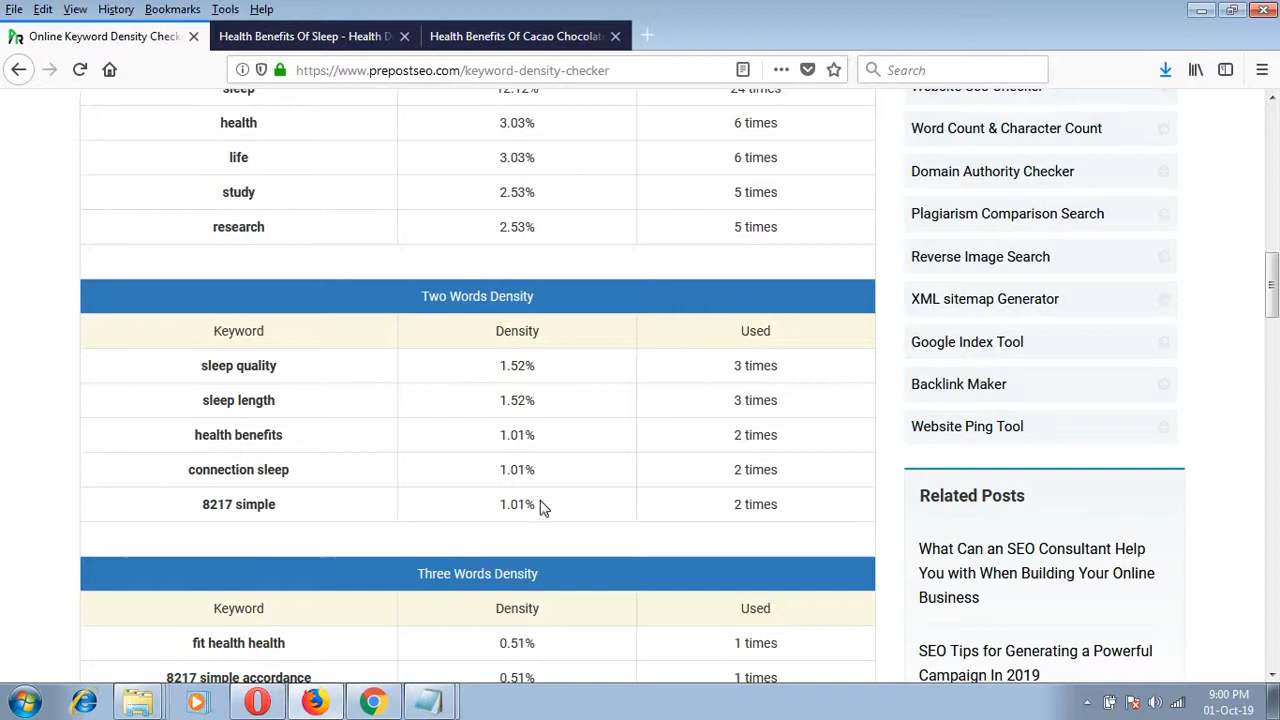 File Edit View History Bookmarks Tools Help
Online Keyword Density Check
Health Benefits Of Sleep - Health D
Health Benefits Of Cacao Chocolat
https://www.prepostseo.com/keyword-density-checker
Search
sleep 12.12% 24 times
health 3.03% 6 times
life 3.03% 6 times
study 2.53% 5 times
research 2.53% 5 times
Two Words Density
Keyword Density Used
sleep quality 1.52% 3 times
sleep length 1.52% 3 times
health benefits 1.01% 2 times
connection sleep 1.01% 2 times
8217 simple 1.01% 2 times
Three Words Density
Keyword Density Used
fit health health 0.51% 1 times
8217 simple accordance 0.51% 1 times
Website Seo Checker
Word Count & Character Count
Domain Authority Checker
Plagiarism Comparison Search
Reverse Image Search
XML sitemap Generator
Google Index Tool
Backlink Maker
Website Ping Tool
Related Posts
What Can an SEO Consultant Help
You with When Building Your Online
Business
SEO Tips for Generating a Powerful
Campaign In 2019
9:00 PM
01-Oct-19